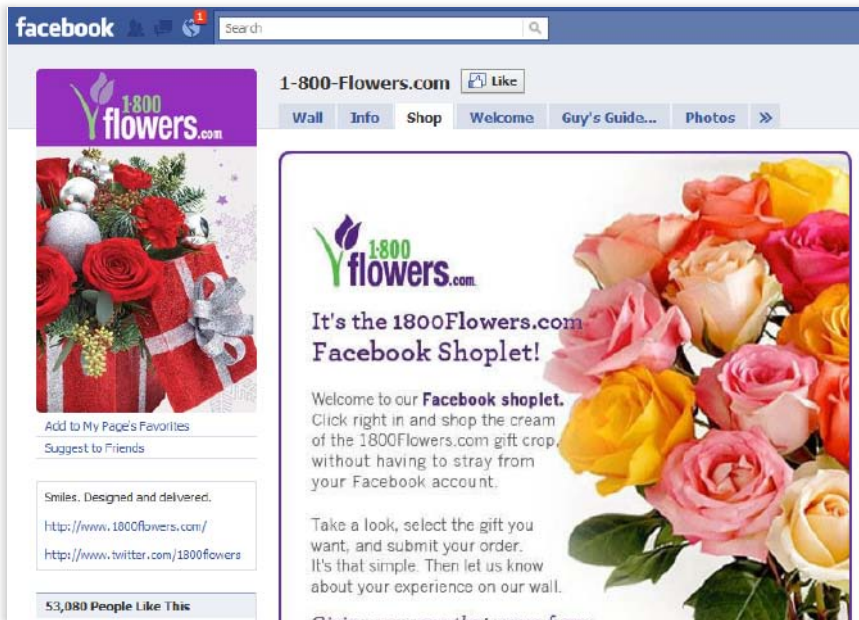 facebook
1
Search
1-800-Flowers.com Like
Wall Info Shop Welcome Guy's Guide... Photos »
1·800
flowers.com
1·800
flowers.com
It's the 1800Flowers.com
Facebook Shoplet!
Welcome to our Facebook shoplet.
Click right in and shop the cream
of the 1800Flowers.com gift crop,
without having to stray from
your Facebook account.
Take a look, select the gift you
want, and submit your order.
It's that simple. Then let us know
about your experience on our wall.
Add to My Page's Favorites
Suggest to Friends
Smiles. Designed and delivered.
http://www.1800flowers.com/
http://www.twitter.com/1800flowers
53,080 People Like This